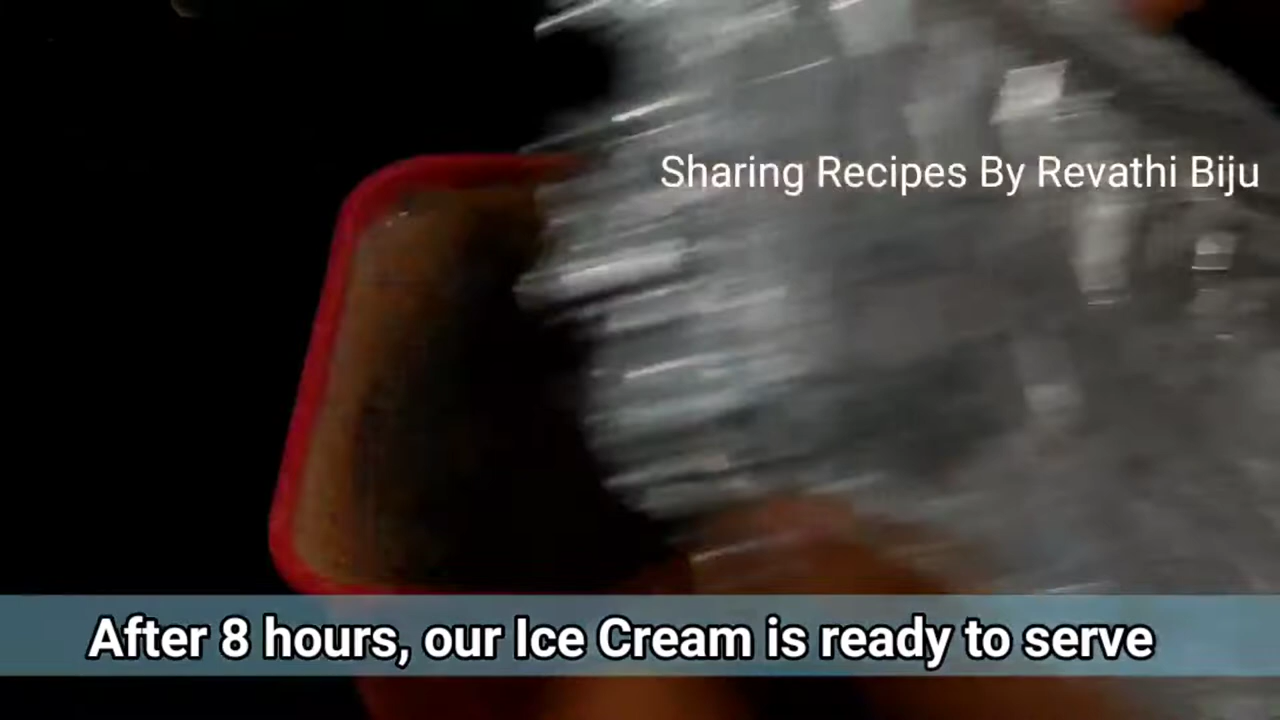 Sharing Recipes By Revathi Biju
After 8 hours, our Ice Cream is ready to serve